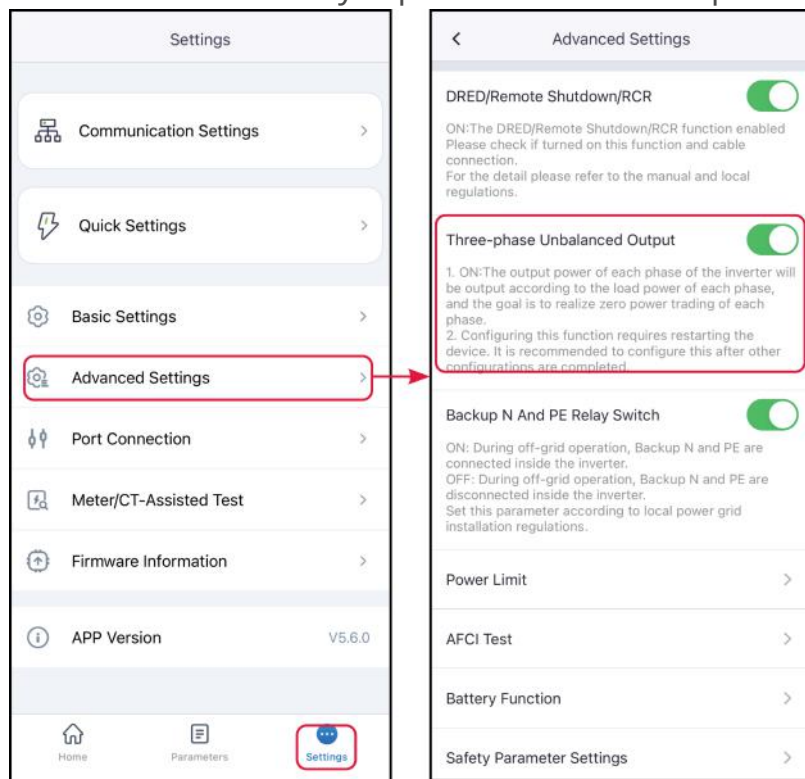 Settings
Communication Settings
Quick Settings
Basic Settings
Advanced Settings
Port Connection
Meter/CT-Assisted Test
Firmware Information
APP Version V5.6.0
Home Parameters Settings
Advanced Settings
DRED/Remote Shutdown/RCR
ON:The DRED/Remote Shutdown/RCR function enabled
Please check if turned on this function and cable
connection.
For the detail please refer to the manual and local
regulations.
Three-phase Unbalanced Output
1. ON:The output power of each phase of the inverter will
be output according to the load power of each phase,
and the goal is to realize zero power trading of each
phase.
2. Configuring this function requires restarting the
device. It is recommended to configure this after other
configurations are completed.
Backup N And PE Relay Switch
ON: During off-grid operation, Backup N and PE are
connected inside the inverter.
OFF: During off-grid operation, Backup N and PE are
disconnected inside the inverter.
Set this parameter according to local power grid
installation regulations.
Power Limit
AFCI Test
Battery Function
Safety Parameter Settings